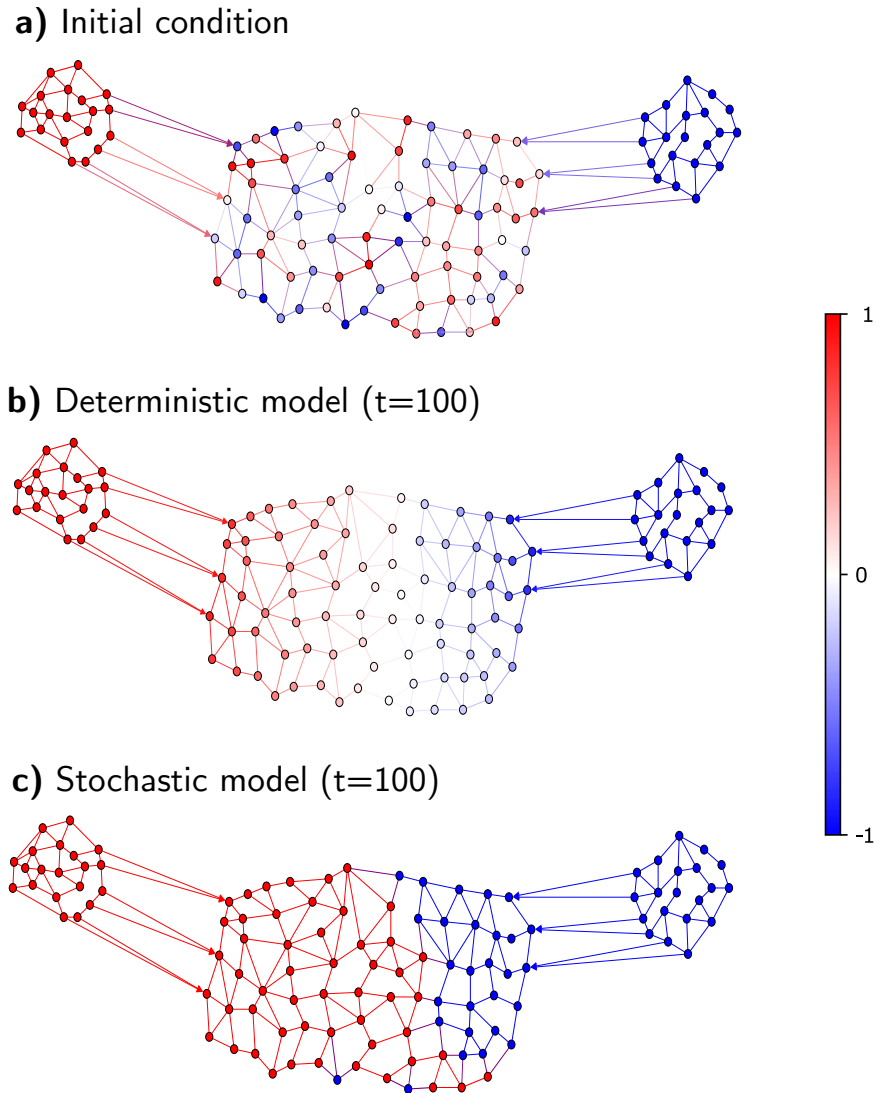 a) Initial condition
b) Deterministic model (t=100)
c) Stochastic model (t=100)
1
0
-1